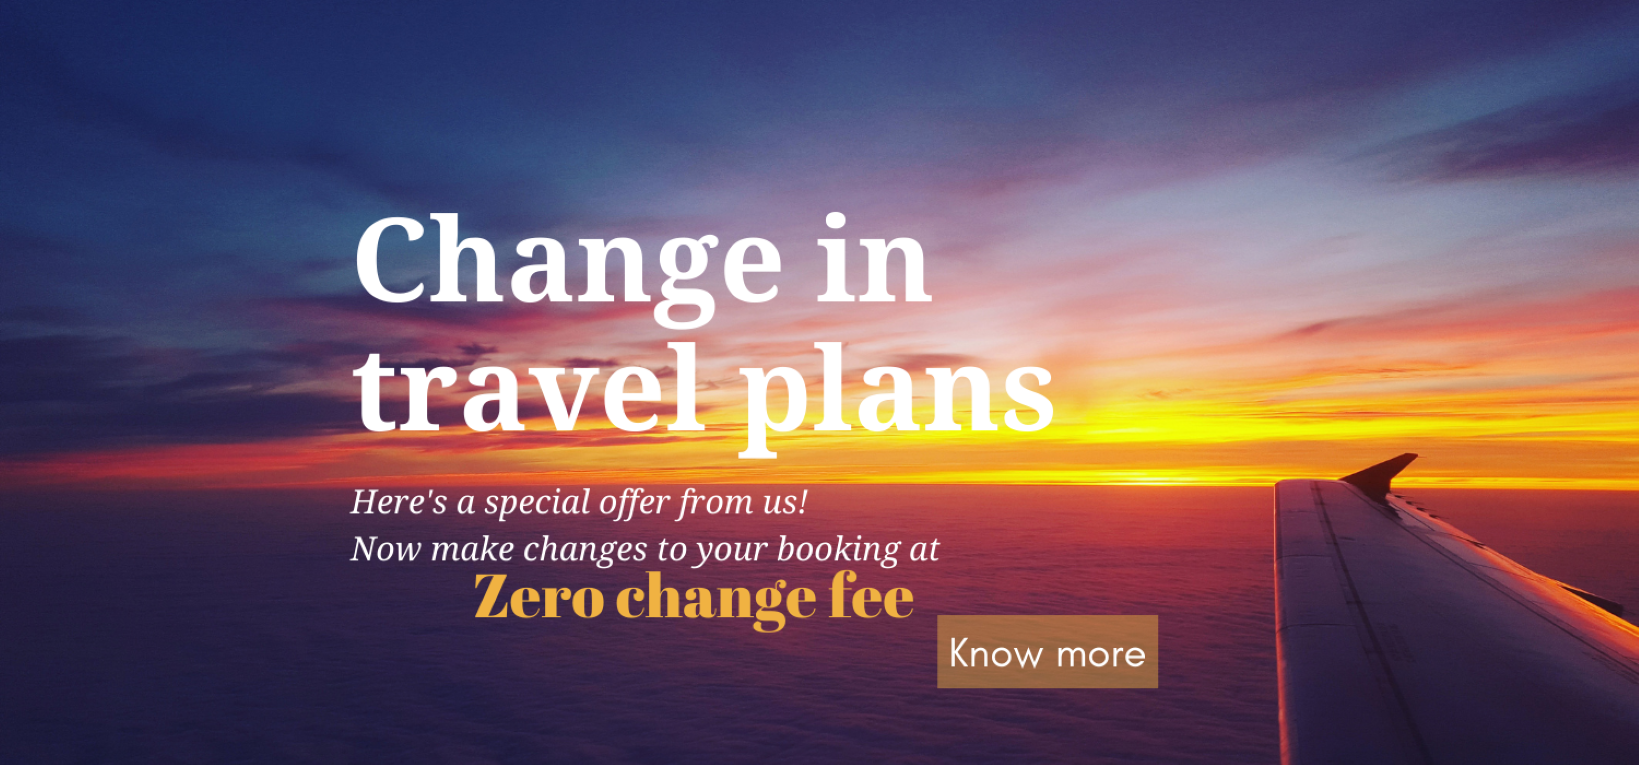 Change in
travel plans
Here's a special offer from us!
Now make changes to your booking at
Zero change fee
Know more